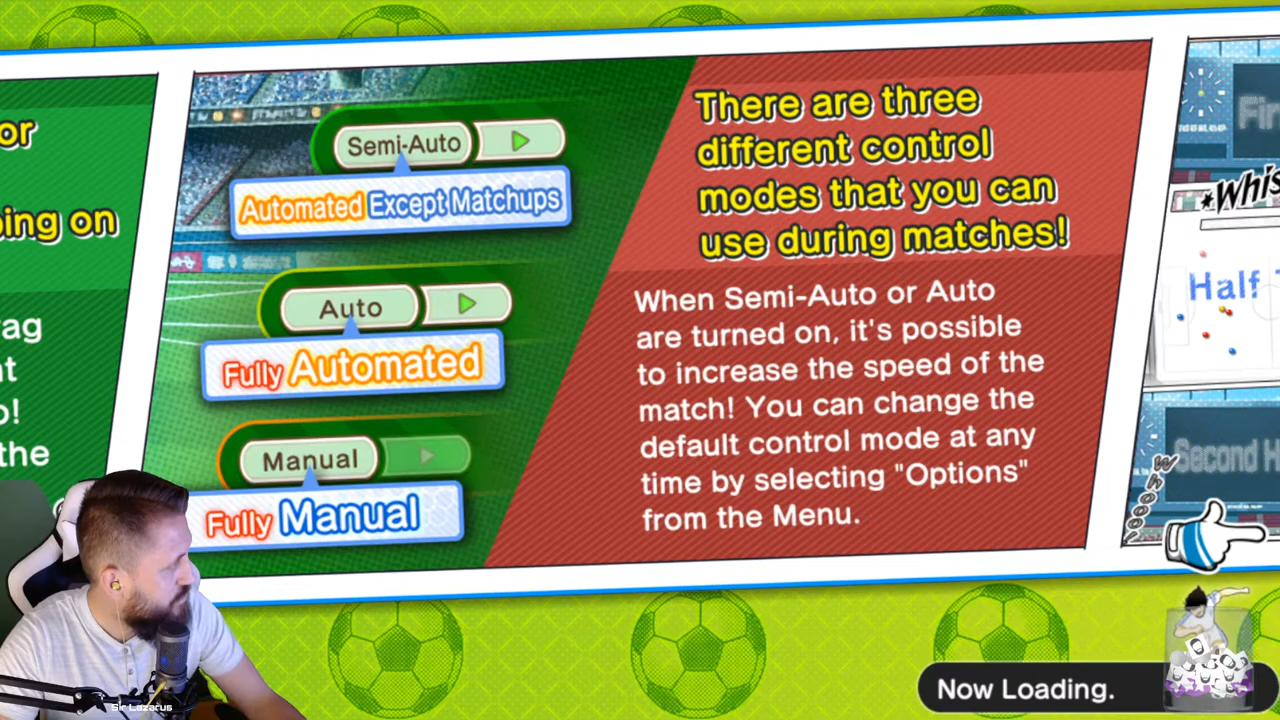 or
ing on
ag
the
Semi-Auto
Automated Except Matchups
Auto
Fully Automated
Manual
Fully Manual
There are three
different control
modes that you can
use during matches!
When Semi-Auto or Auto
are turned on, it's possible
to increase the speed of the
match! You can change the
default control mode at any
time by selecting "Options"
from the Menu.
Half
Second H
Whooo
Now Loading.
Sir Lazarus